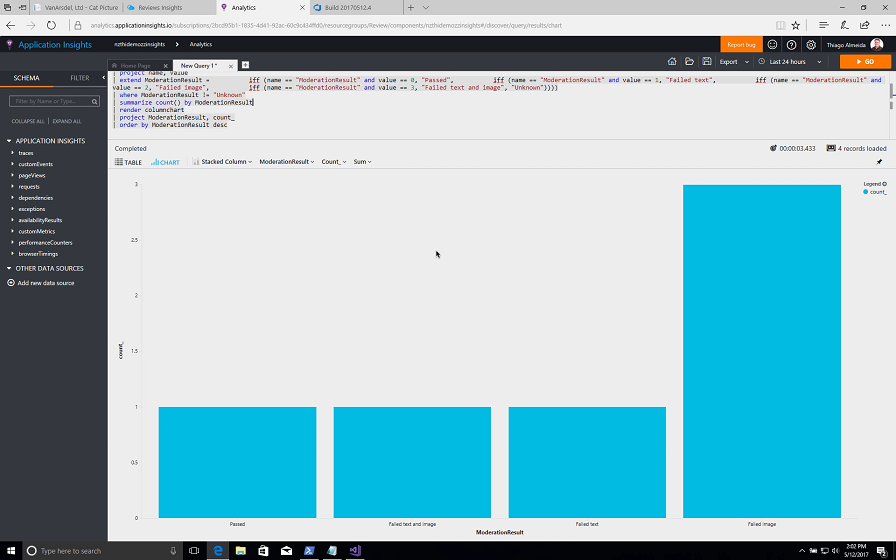 VanArsdel - Cat Picture
Reviews Insights
Analytics
Build 20170512.4
analytics.applicationinsights.io/subscriptions/2bcd95b1-1835-4d51-92ac-60c9c434ffd0/resourcegroups/Review/components/nzthidemozzinsights#/discover/query/results/chart
Application Insights
nzthidemozzinsights
Analytics
Report bug
Thiago Almeida
SCHEMA
FILTER
Home Page
New Query 1*
Export
Last 24 hours
GO
Filter by Name or Type...
COLLAPSE ALL
EXPAND ALL
APPLICATION INSIGHTS
traces
customEvents
pageViews
requests
dependencies
exceptions
availabilityResults
customMetrics
performanceCounters
browserTimings
OTHER DATA SOURCES
Add new data source
| project name, value
| extend ModerationResult = iff (name == "ModerationResult" and value == 0, "Passed", iff (name == "ModerationResult" and value == 1, "Failed text", iff (name == "ModerationResult" and
value == 2, "Failed image", iff (name == "ModerationResult" and value == 3, "Failed text and image", "Unknown"))))
| where ModerationResult != "Unknown"
| summarize count() by ModerationResult
| render columnchart
| project ModerationResult, count_
| order by ModerationResult desc
Completed
00:00:03.433
4 records loaded
TABLE
CHART
Stacked Column
ModerationResult
Count_
Sum
Legend
count_
3
2.5
2
1.5
1
0.5
0
count_
Passed
Failed text and image
Failed text
Failed image
ModerationResult
Type here to search
2:02 PM
5/12/2017